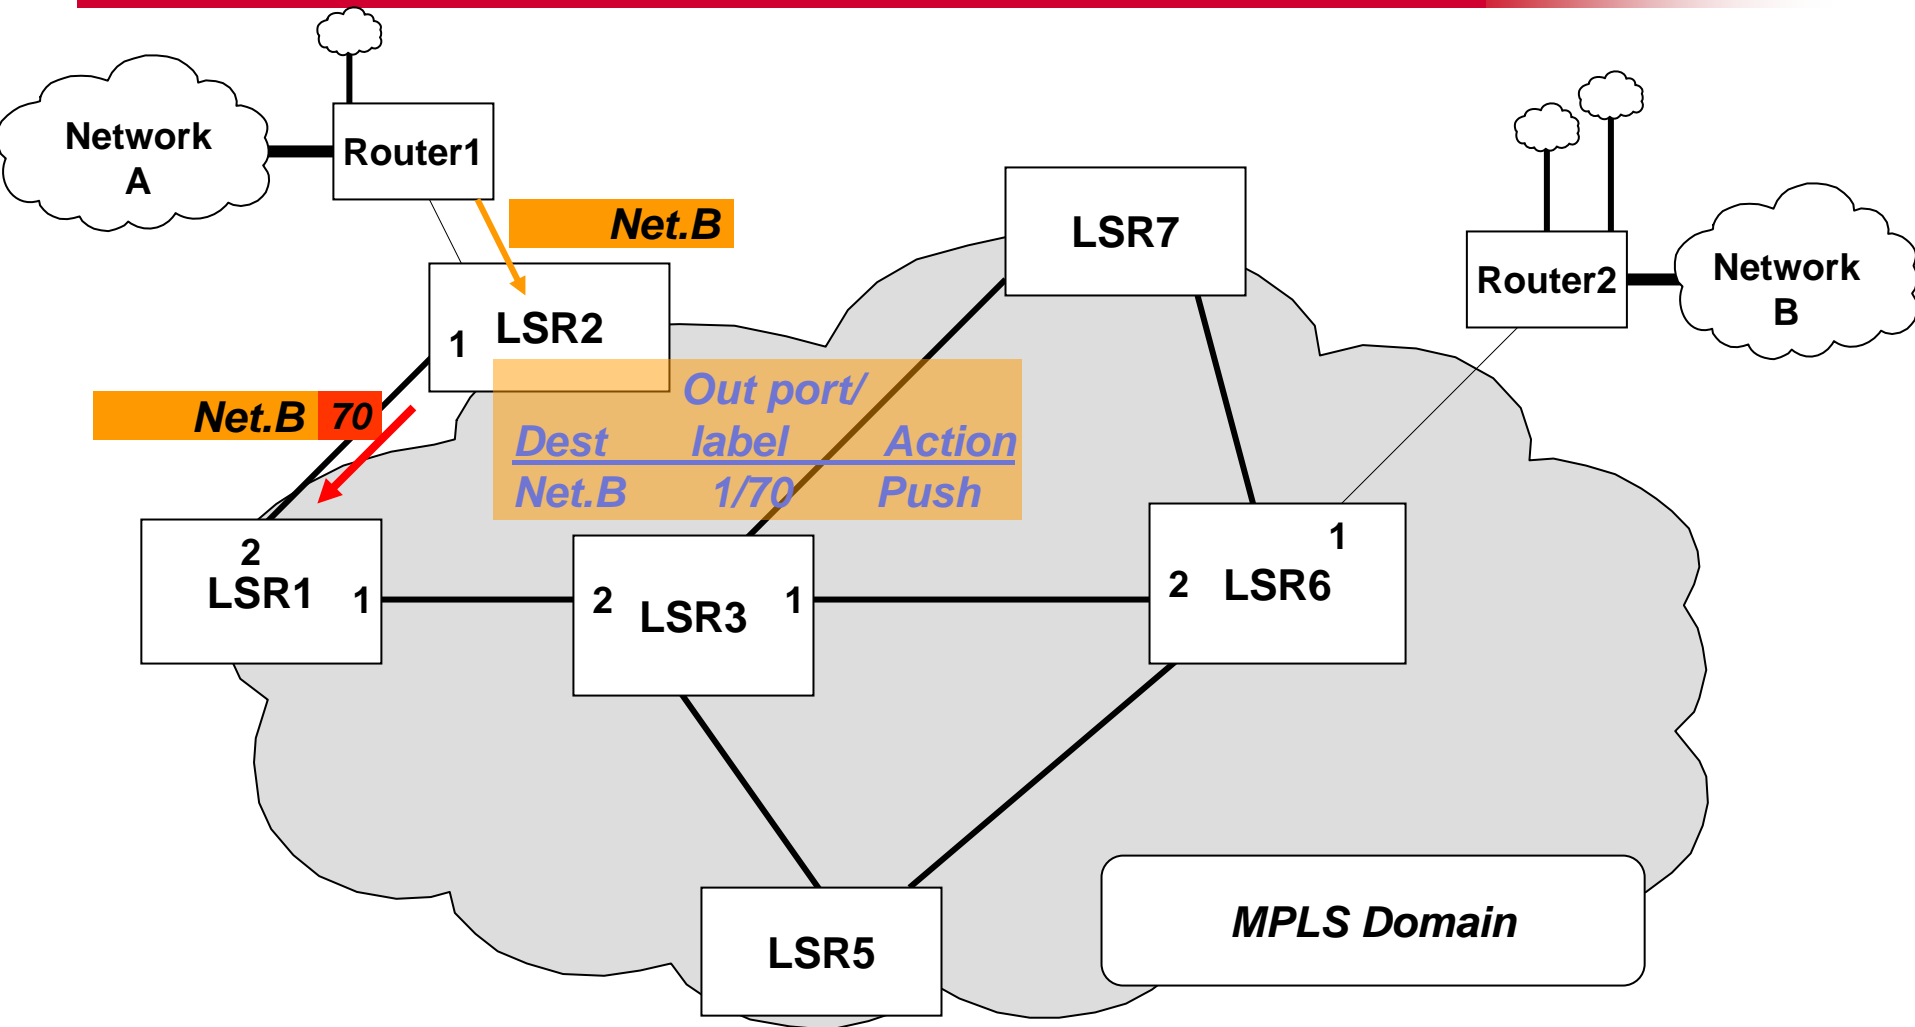 Network
A
Router1
Net.B
LSR7
Router2
Network
B
1
LSR2
Net.B 70
Out port/
Dest label Action
Net.B 1/70 Push
2
LSR1
1
2
LSR3
1
1
2
LSR6
LSR5
MPLS Domain